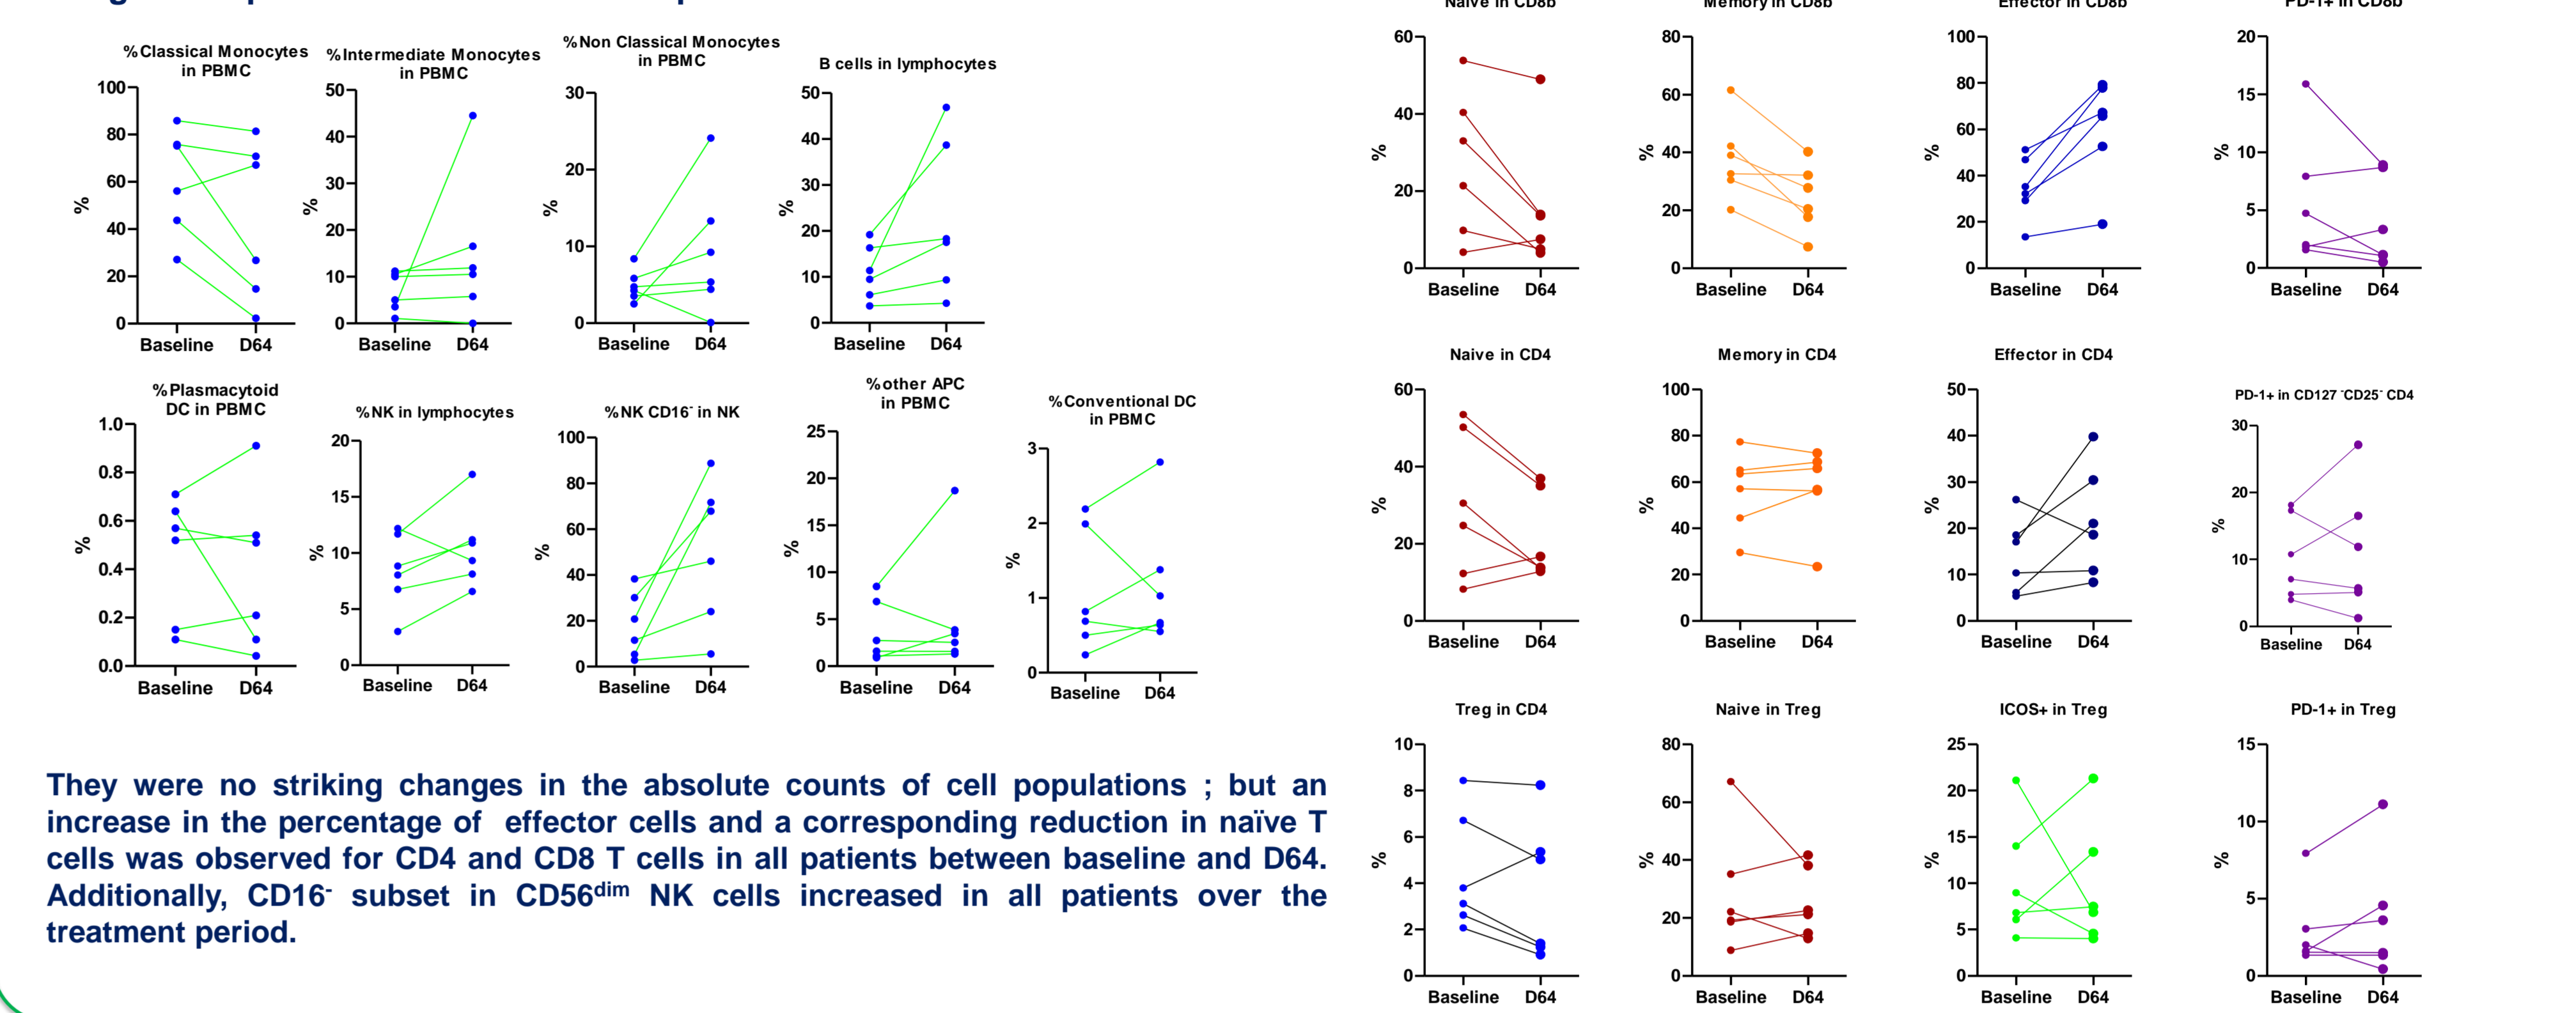 %Classical Monocytes
in PBMC
100
80
60
40
20
0
%
Baseline D64
%Intermediate Monocytes
in PBMC
50
40
30
20
10
0
%
Baseline D64
%Non Classical Monocytes
in PBMC
30
20
10
0
%
Baseline D64
B cells in lymphocytes
50
40
30
20
10
0
%
Baseline D64
%Plasmacytoid
DC in PBMC
1.0
0.8
0.6
0.4
0.2
0.0
%
Baseline D64
%NK in lymphocytes
20
15
10
5
0
%
Baseline D64
%NK CD16- in NK
100
80
60
40
20
0
%
Baseline D64
%other APC
in PBMC
25
20
15
10
5
0
%
Baseline D64
%Conventional DC
in PBMC
3
2
1
0
%
Baseline D64
They were no striking changes in the absolute counts of cell populations ; but an
increase in the percentage of effector cells and a corresponding reduction in naïve T
cells was observed for CD4 and CD8 T cells in all patients between baseline and D64.
Additionally, CD16- subset in CD56dim NK cells increased in all patients over the
treatment period.
Naive in CD8b
60
40
20
0
%
Baseline D64
Memory in CD8b
80
60
40
20
0
%
Baseline D64
Effector in CD8b
100
80
60
40
20
0
%
Baseline D64
PD-1+ in CD8b
20
15
10
5
0
%
Baseline D64
Naive in CD4
60
40
20
0
%
Baseline D64
Memory in CD4
100
80
60
40
20
0
%
Baseline D64
Effector in CD4
50
40
30
20
10
0
%
Baseline D64
PD-1+ in CD127 -CD25- CD4
30
20
10
0
%
Baseline D64
Treg in CD4
10
8
6
4
2
0
%
Baseline D64
Naive in Treg
80
60
40
20
0
%
Baseline D64
ICOS+ in Treg
25
20
15
10
5
0
%
Baseline D64
PD-1+ in Treg
15
10
5
0
%
Baseline D64